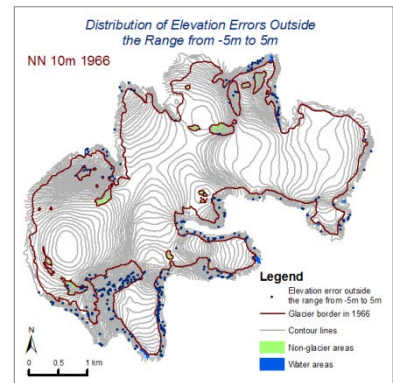 Distribution of Elevation Errors Outside
the Range from -5m to 5m
NN 10m 1966
Legend
Elevation error outside
the range from -5m to 5m
Glacier border in 1966
Contour lines
Non-glacier areas
Water areas
N
0 0.5 1 km